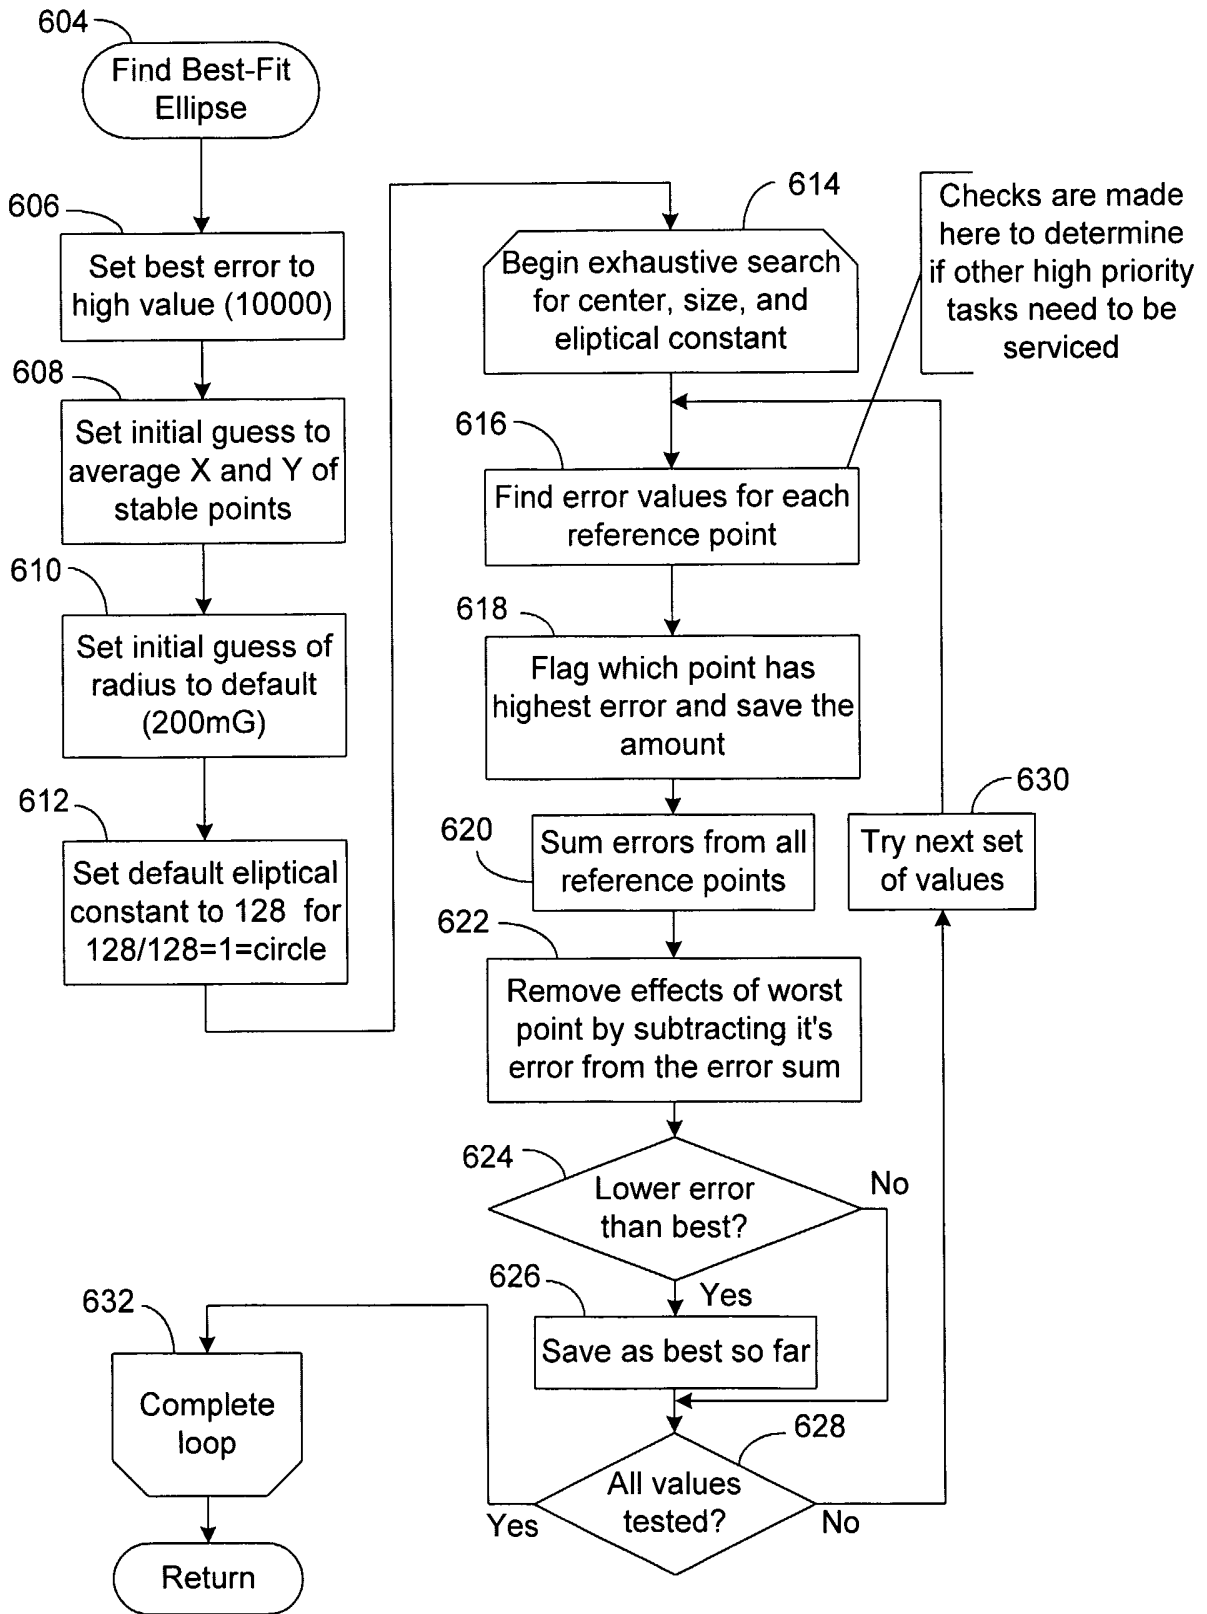 604
Find Best-Fit
Ellipse
606
Set best error to
high value (10000)
608
Set initial guess to
average X and Y of
stable points
610
Set initial guess of
radius to default
(200mG)
612
Set default eliptical
constant to 128 for
128/128=1=circle
614
Begin exhaustive search
for center, size, and
eliptical constant
Checks are made
here to determine
if other high priority
tasks need to be
serviced
616
Find error values for each
reference point
618
Flag which point has
highest error and save the
amount
620
Sum errors from all
reference points
622
Remove effects of worst
point by subtracting it's
error from the error sum
624
Lower error
than best?
No
Yes
626
Save as best so far
628
All values
tested?
Yes
No
630
Try next set
of values
632
Complete
loop
Return